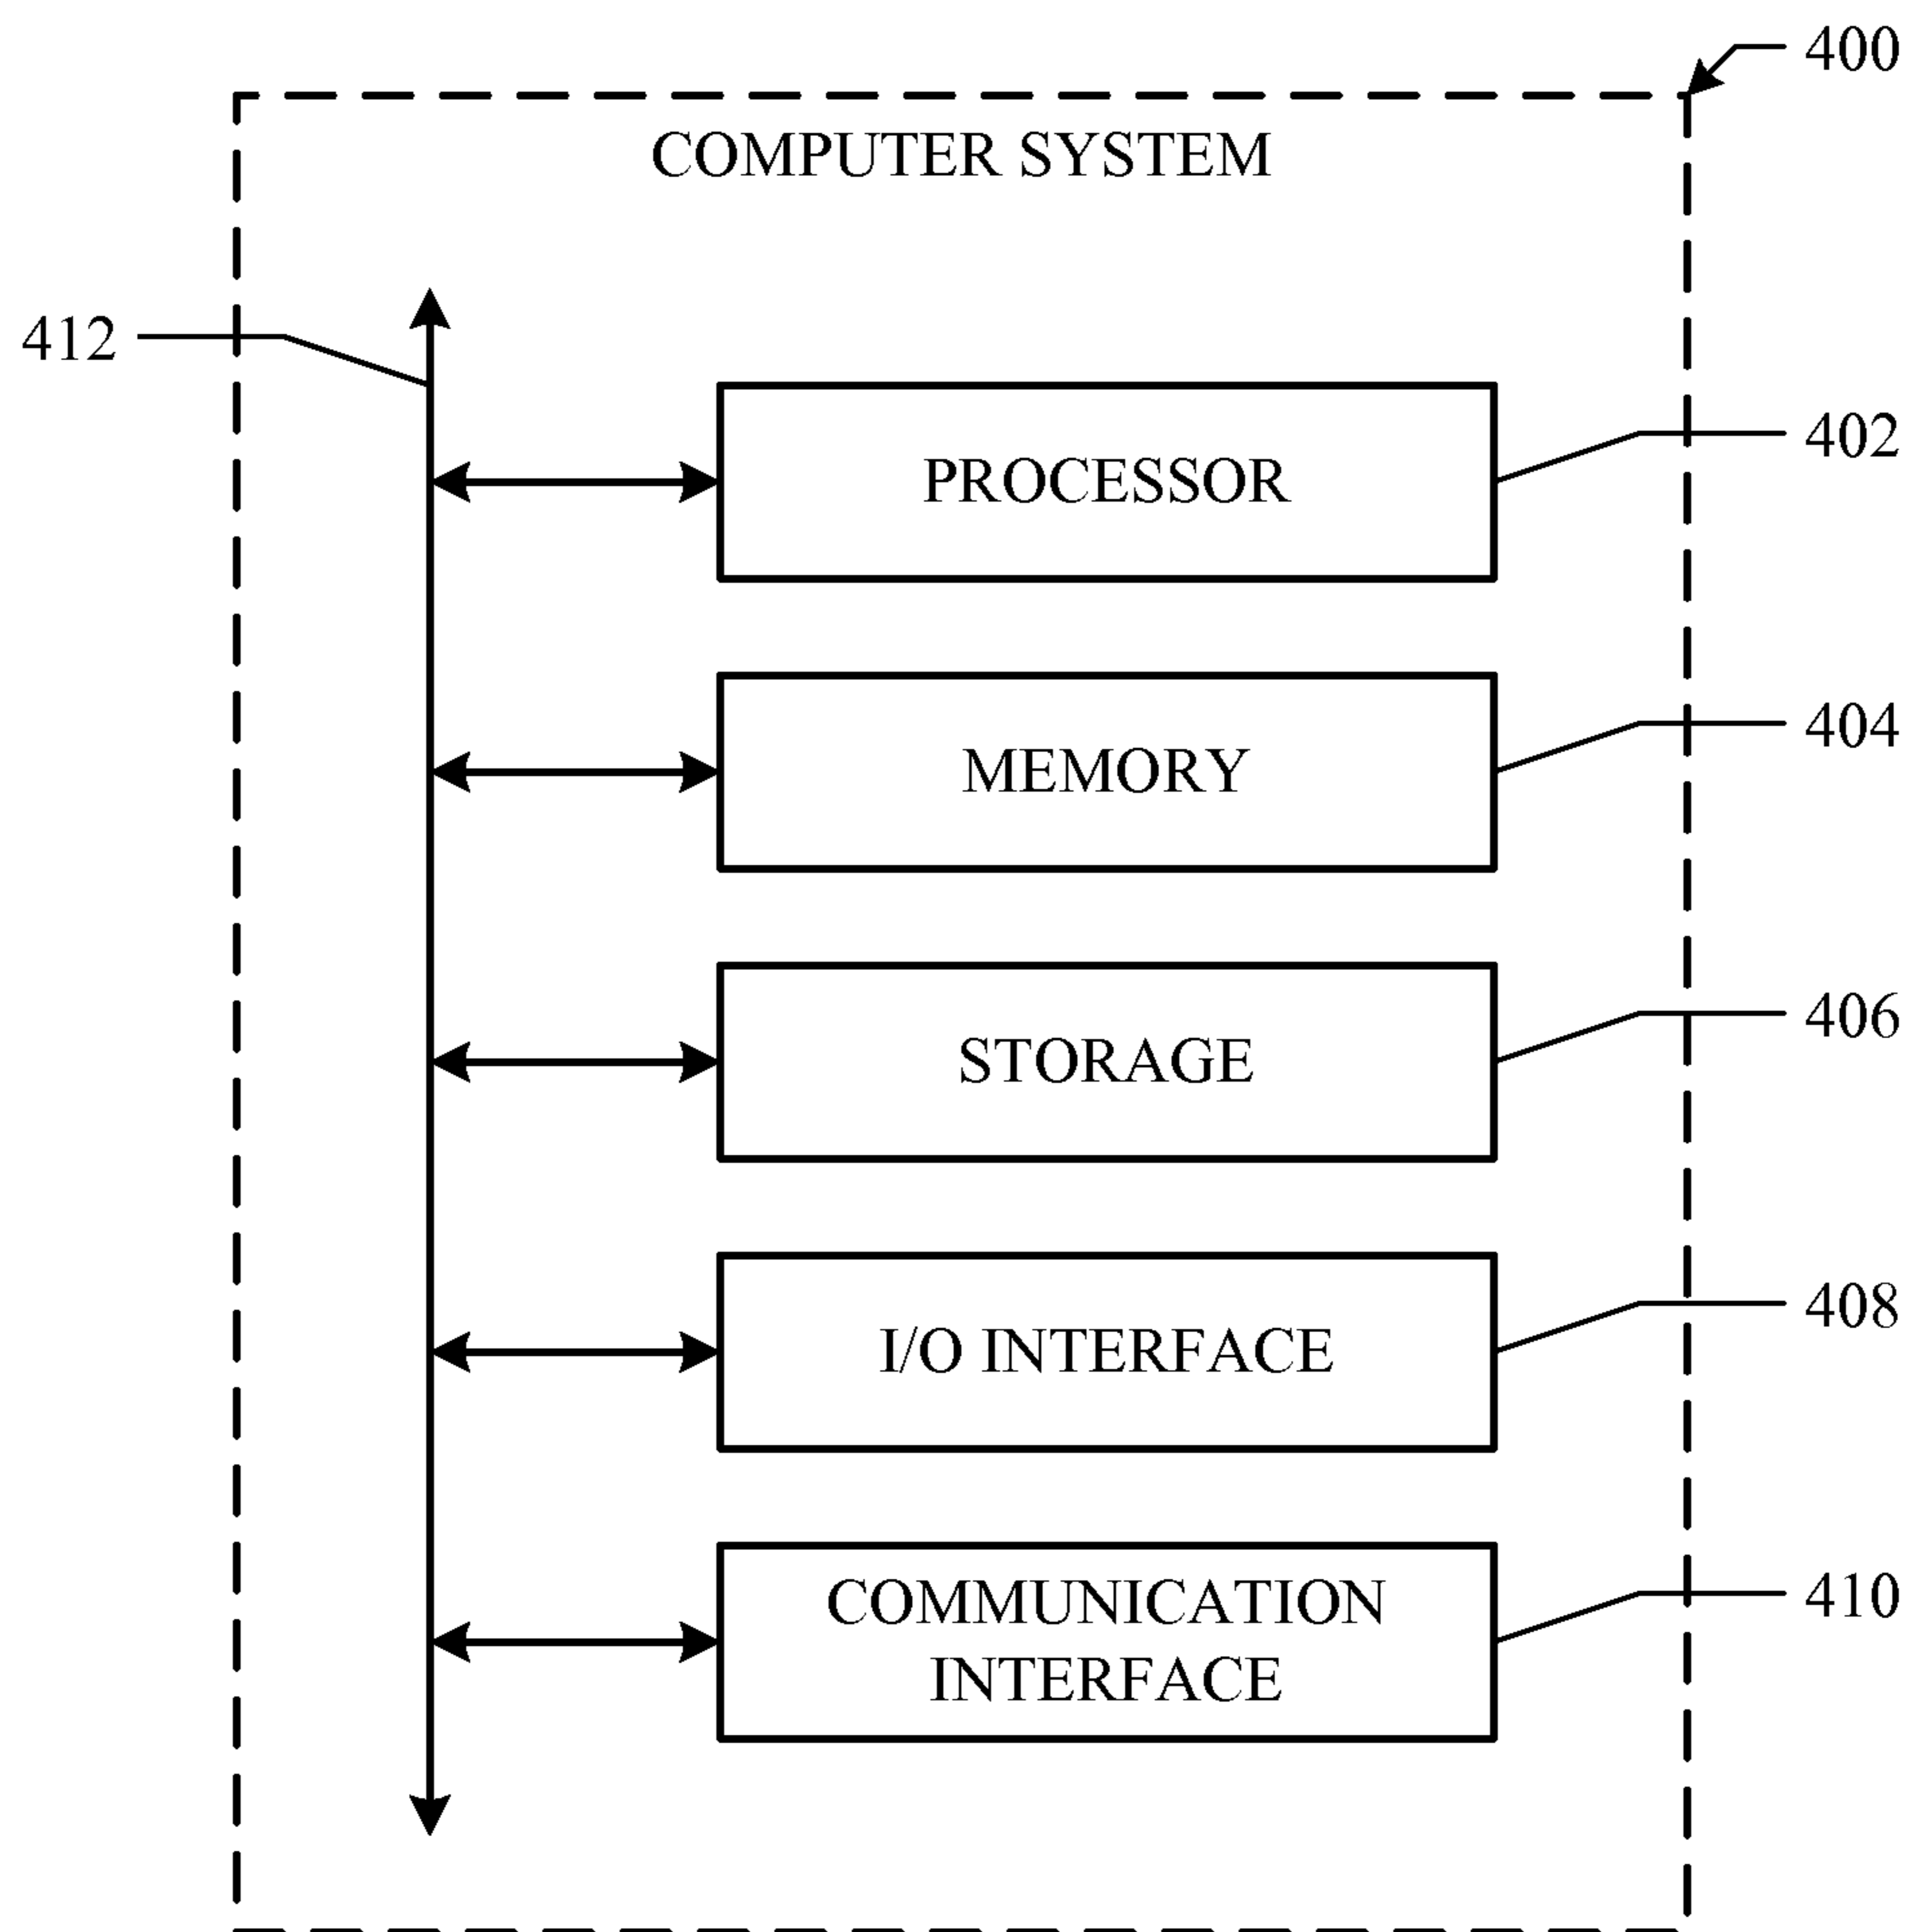 400
COMPUTER SYSTEM
412
402
PROCESSOR
404
MEMORY
406
STORAGE
408
I/O INTERFACE
410
COMMUNICATION
INTERFACE